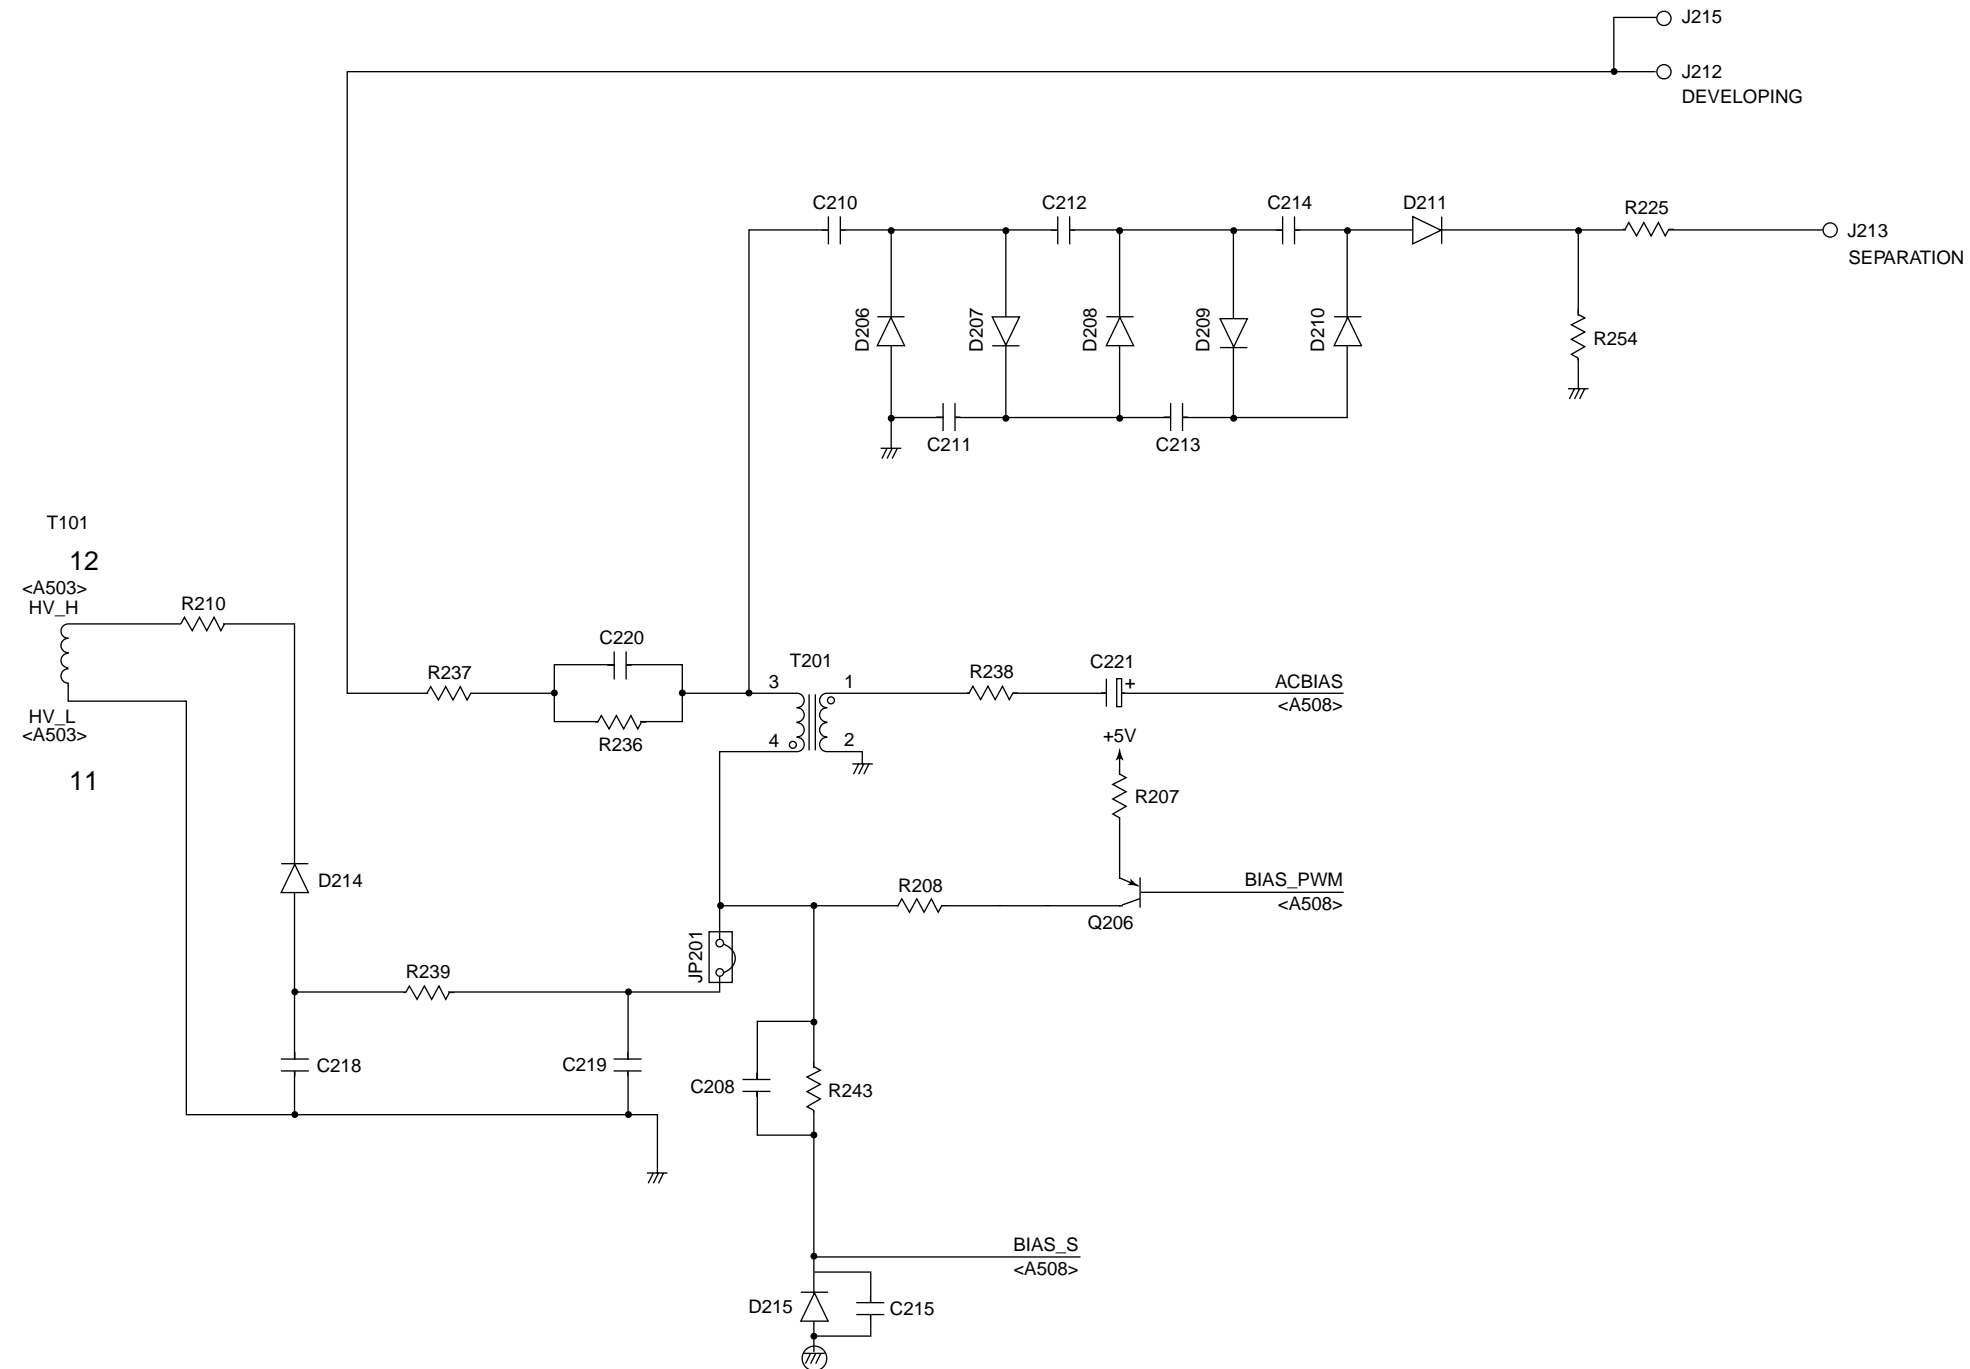 J215
J212
DEVELOPING
C210
C212
C214
D211
R225
J213
SEPARATION
D206
D207
D208
D209
D210
R254
C211
C213
T101
12
<A503>
HV_H
R210
HV_L
<A503>
11
C220
R237
R236
T201
3
1
4
2
R238
C221
+
ACBIAS
<A508>
+5V
R207
D214
R208
BIAS_PWM
<A508>
Q206
JP201
R239
C218
C219
C208
R243
BIAS_S
<A508>
D215
C215